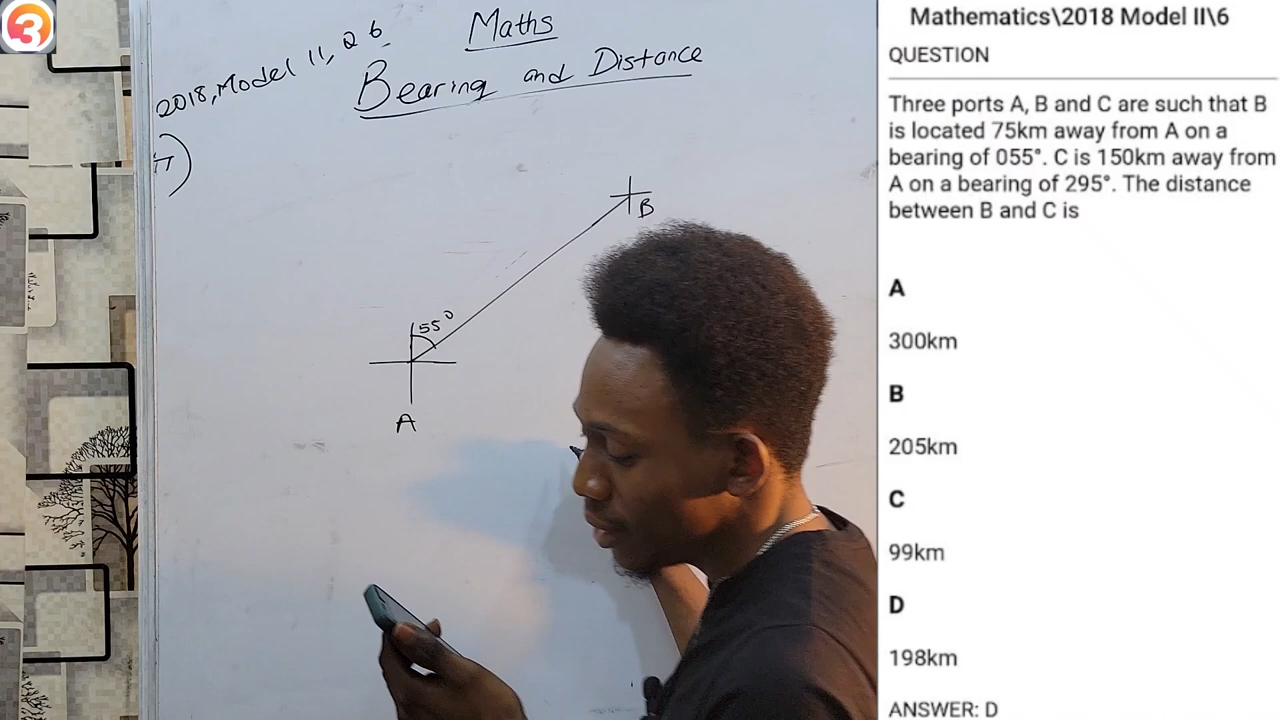 3
Maths
2018, Model 11, Q 6
Bearing and Distance
B
55°
A
Mathematics\2018 Model II\6
QUESTION
Three ports A, B and C are such that B
is located 75km away from A on a
bearing of 055°. C is 150km away from
A on a bearing of 295°. The distance
between B and C is
A
300km
B
205km
C
99km
D
198km
ANSWER: D